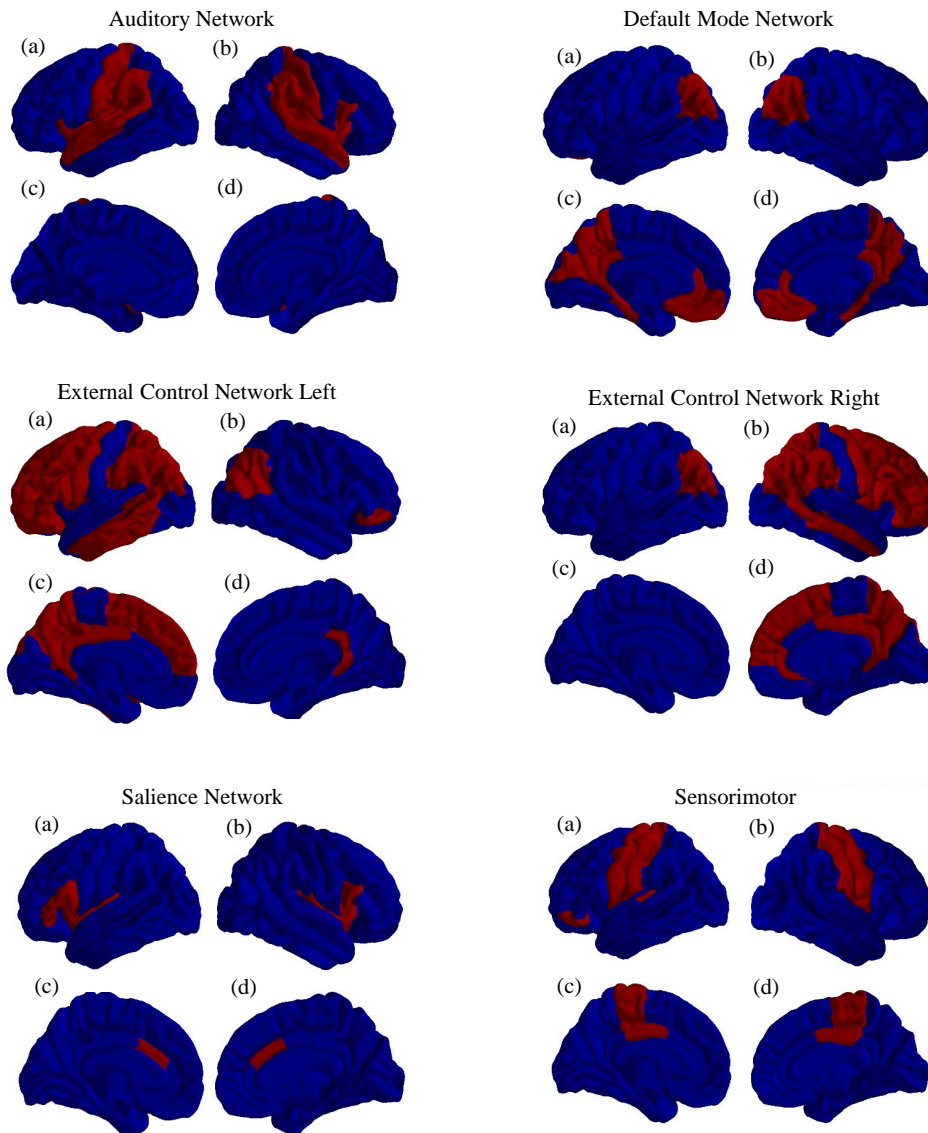 Auditory Network
(a)
(b)
(c)
(d)
Default Mode Network
(a)
(b)
(c)
(d)
External Control Network Left
(a)
(b)
(c)
(d)
External Control Network Right
(a)
(b)
(c)
(d)
Salience Network
(a)
(b)
(c)
(d)
Sensorimotor
(a)
(b)
(c)
(d)